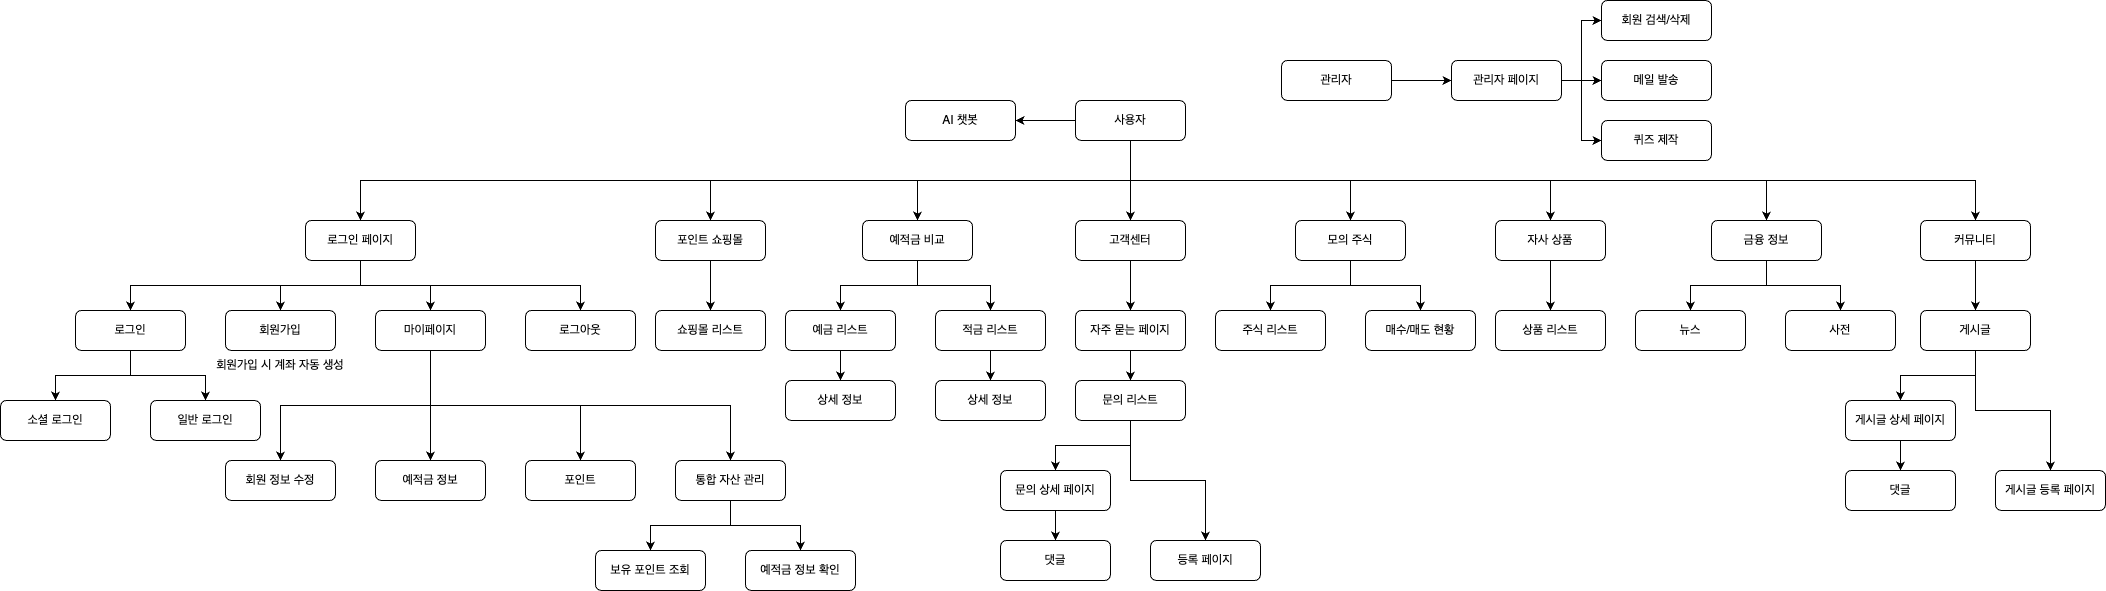 회원 검색/삭제
관리자
관리자 페이지
메일 발송
AI 챗봇
사용자
퀴즈 제작
로그인 페이지
포인트 쇼핑몰
예적금 비교
고객센터
모의 주식
자사 상품
금융 정보
커뮤니티
로그인
회원가입
마이페이지
로그아웃
쇼핑몰 리스트
예금 리스트
적금 리스트
자주 묻는 페이지
주식 리스트
매수/매도 현황
상품 리스트
뉴스
사전
게시글
회원가입 시 계좌 자동 생성
상세 정보
상세 정보
문의 리스트
소셜 로그인
일반 로그인
게시글 상세 페이지
회원 정보 수정
예적금 정보
포인트
통합 자산 관리
문의 상세 페이지
댓글
게시글 등록 페이지
보유 포인트 조회
예적금 정보 확인
댓글
등록 페이지